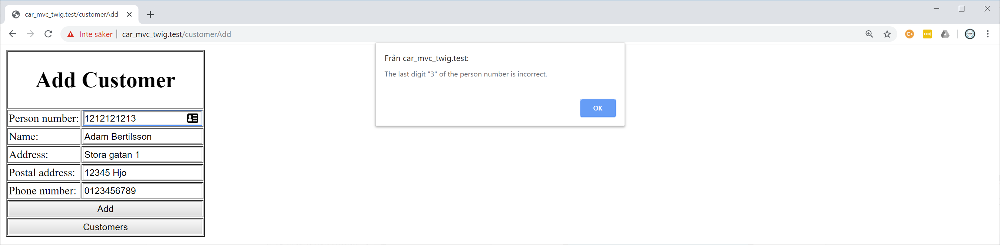 car_mvc_twig.test/customerAdd
Inte säker car_mvc_twig.test/customerAdd
Från car_mvc_twig.test:
The last digit "3" of the person number is incorrect.
OK
Add Customer
Person number: 1212121213
Name: Adam Bertilsson
Address: Stora gatan 1
Postal address: 12345 Hjo
Phone number: 0123456789
Add
Customers